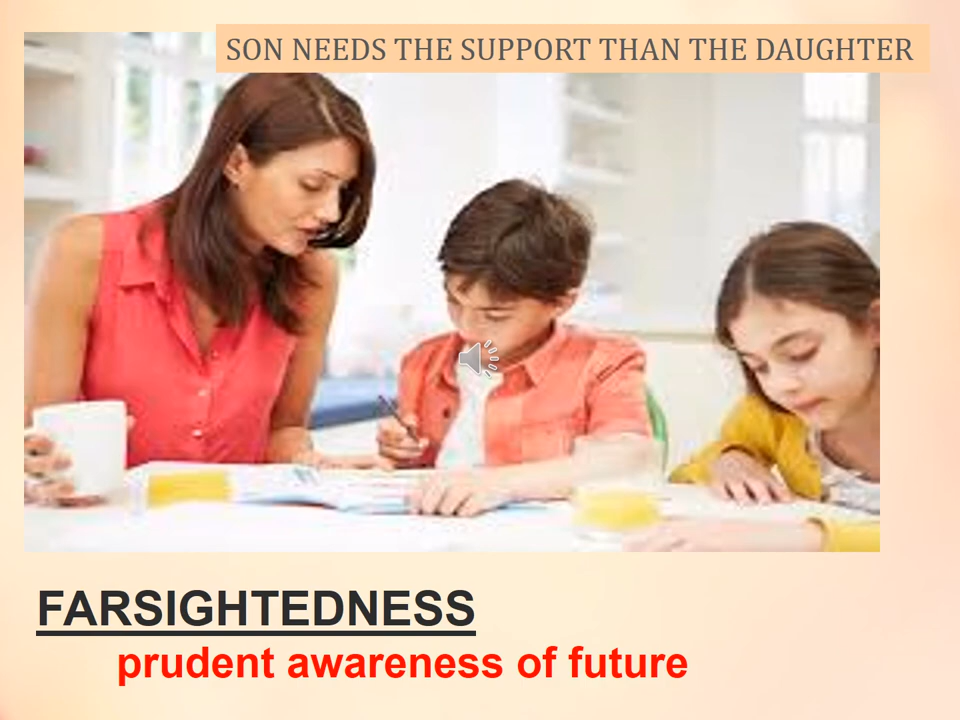 SON NEEDS THE SUPPORT THAN THE DAUGHTER
FARSIGHTEDNESS
prudent awareness of future